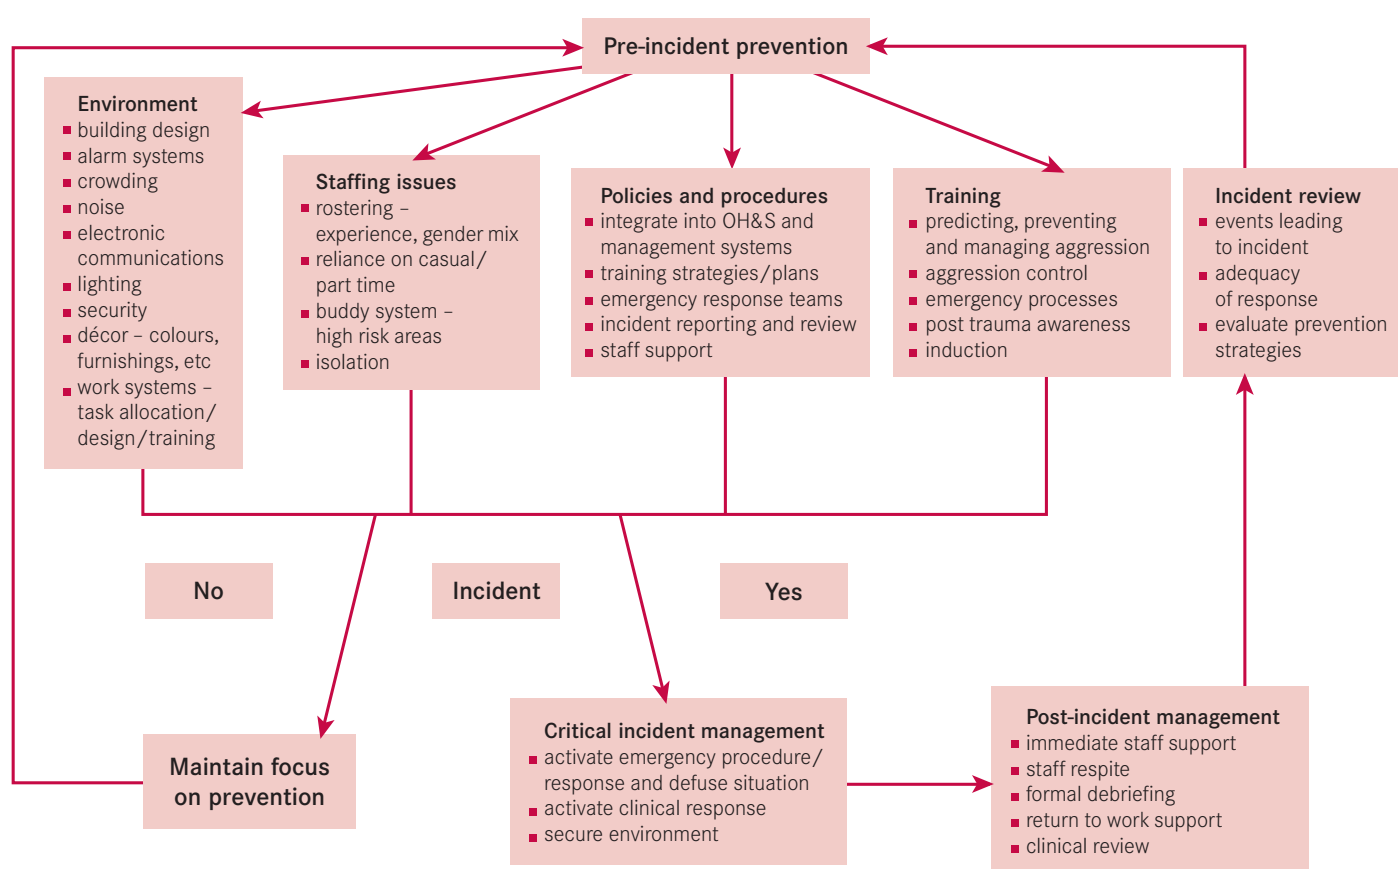 Pre-incident prevention
Environment
building design
alarm systems
crowding
noise
electronic
communications
lighting
security
décor – colours,
furnishings, etc
work systems –
task allocation/
design/training
Staffing issues
rostering –
experience, gender mix
reliance on casual/
part time
buddy system –
high risk areas
isolation
Policies and procedures
integrate into OH&S and
management systems
training strategies/plans
emergency response teams
incident reporting and review
staff support
Training
predicting, preventing
and managing aggression
aggression control
emergency processes
post trauma awareness
induction
Incident review
events leading
to incident
adequacy
of response
evaluate prevention
strategies
No
Incident
Yes
Maintain focus
on prevention
Critical incident management
activate emergency procedure/
response and defuse situation
activate clinical response
secure environment
Post-incident management
immediate staff support
staff respite
formal debriefing
return to work support
clinical review